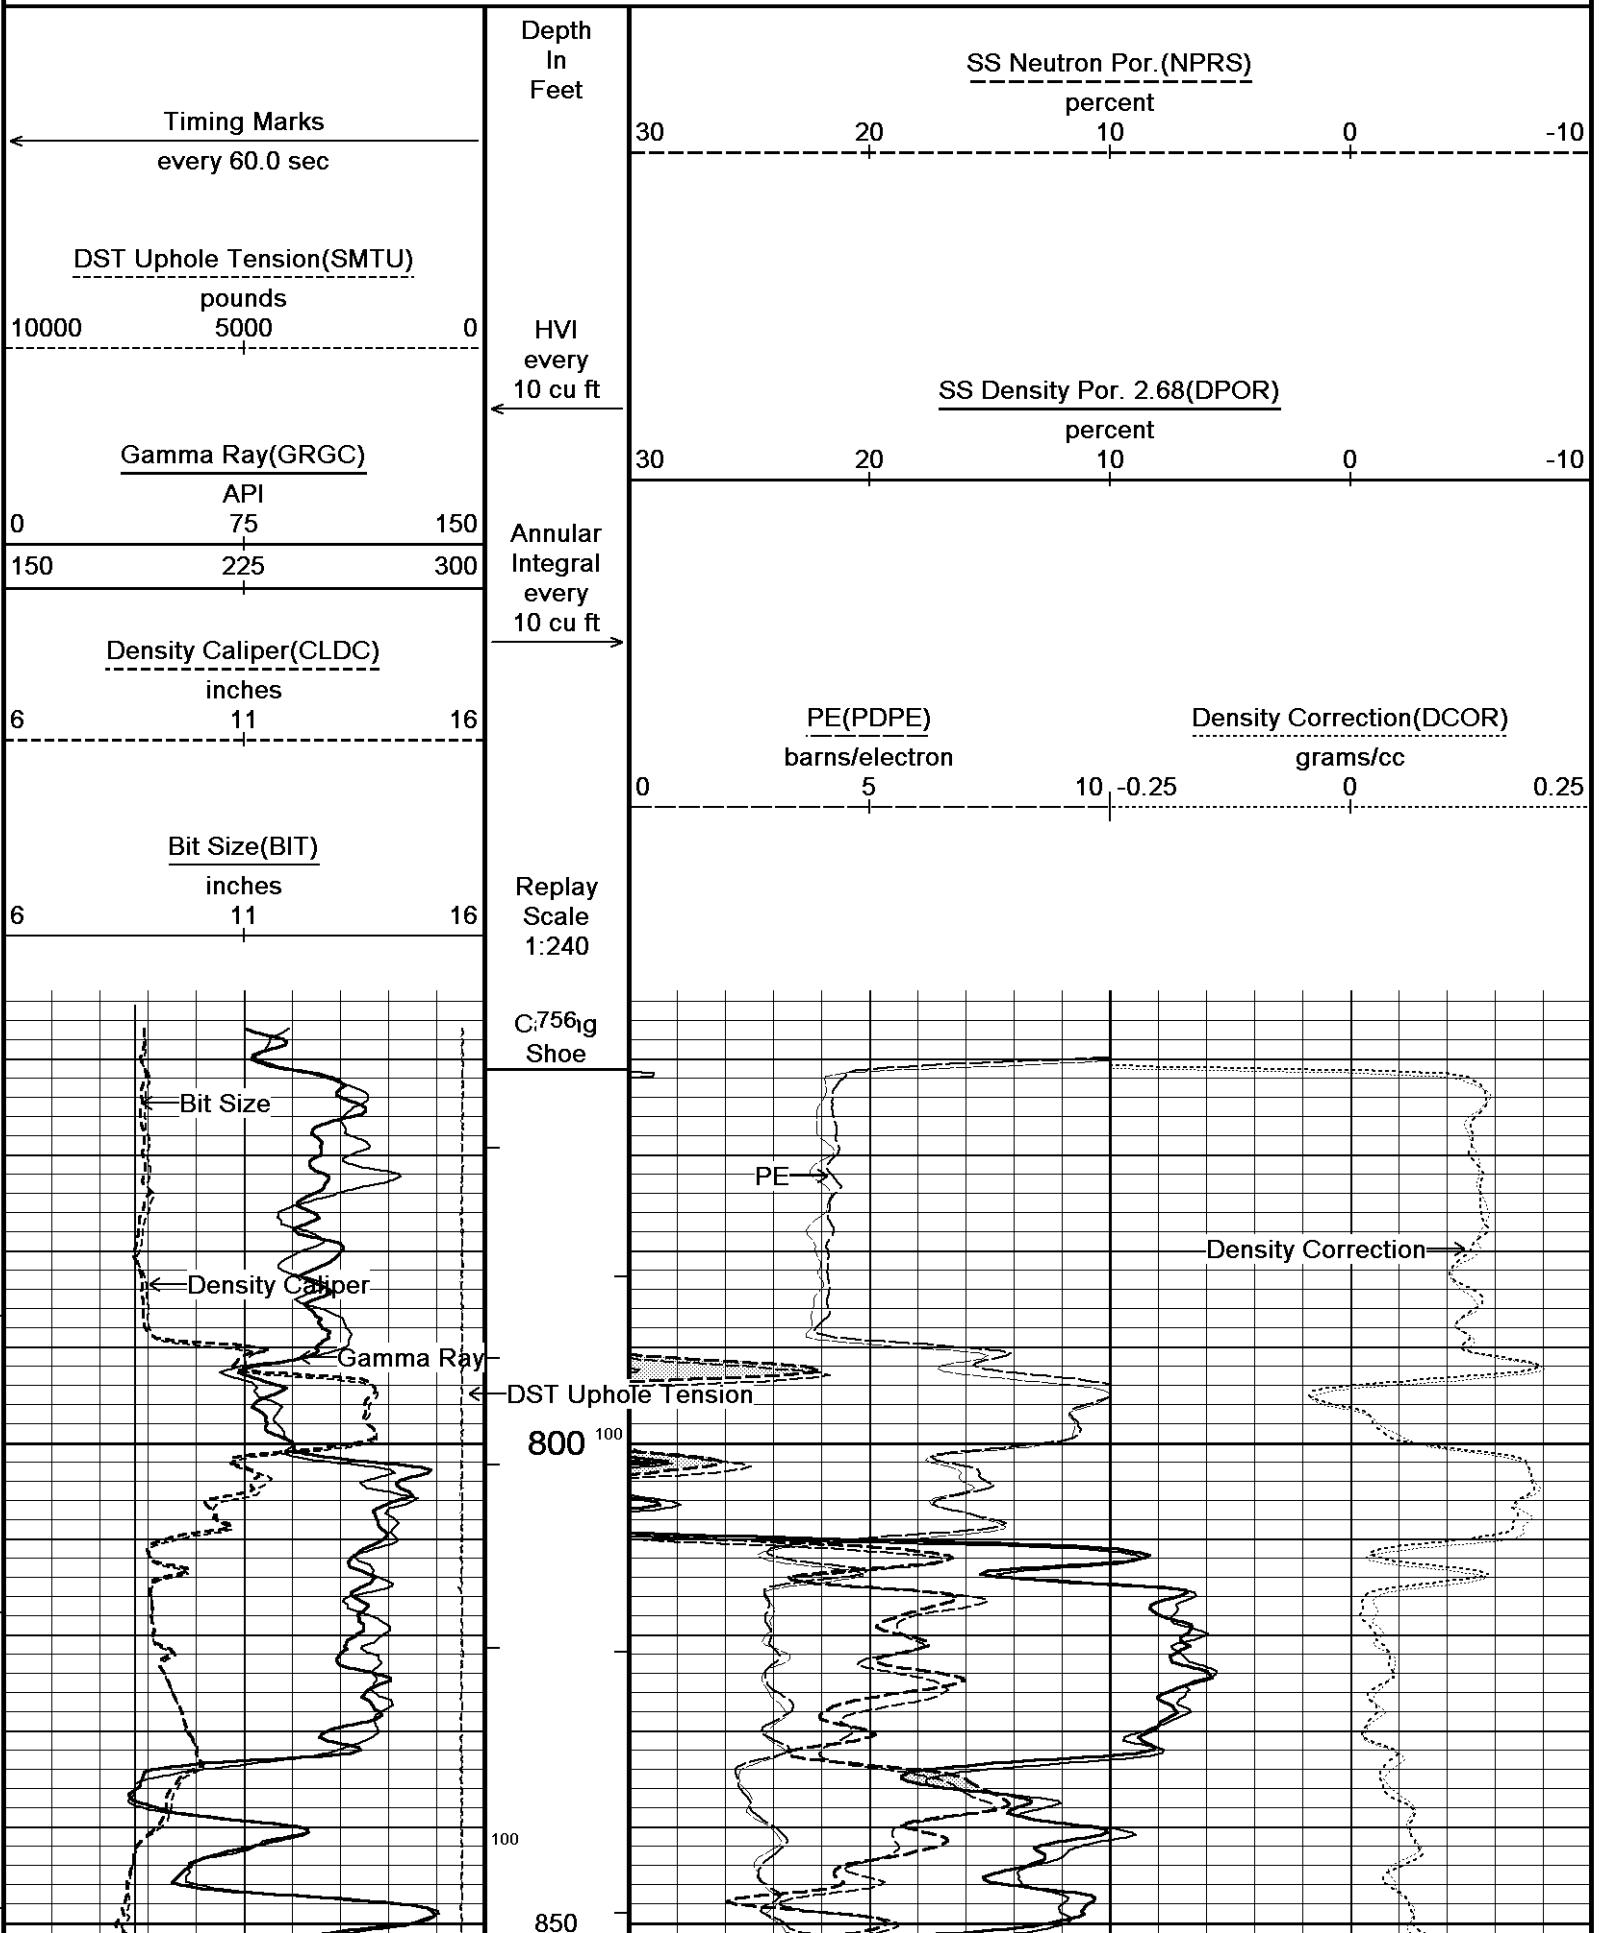 Timing Marks
every 60.0 sec
DST Uphole Tension(SMTU)
pounds
10000 5000 0
Gamma Ray(GRGC)
API
0 75 150
150 225 300
Density Caliper(CLDC)
inches
6 11 16
Bit Size(BIT)
inches
6 11 16
Depth
In
Feet
HVI
every
10 cu ft
Annular
Integral
every
10 cu ft
Replay
Scale
1:240
SS Neutron Por.(NPRS)
percent
30 20 10 0 -10
SS Density Por. 2.68(DPOR)
percent
30 20 10 0 -10
PE(PDPE)
barns/electron
0 5 10
Density Correction(DCOR)
grams/cc
-0.25 0 0.25
756
Shoe
Bit Size
PE
Density Correction
Density Caliper
Gamma Ray
DST Uphole Tension
800 100
100
850